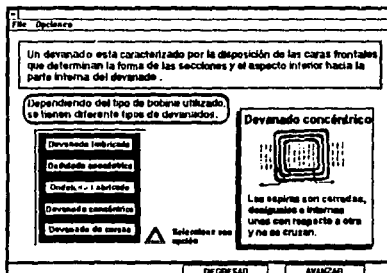 File Opciones
Un devanado esta caracterizado por la disposición de las caras frontales
que determinan la forma de las secciones y el aspecto interior hacia la
parte interna del devanado .
Dependiendo del tipo de bobina utilizado,
se tienen diferente tipos de devanados.
Devanado imbricado
Ondulado concéntrico
Imbricado
Devanado concéntrico
Devanado de
Seleccione una
opción
Devanado concéntrico
Las espiras son cerradas,
desiguales e internas
unas con respecto a otra
y no se cruzan.
REGRESAR
AVANZAR